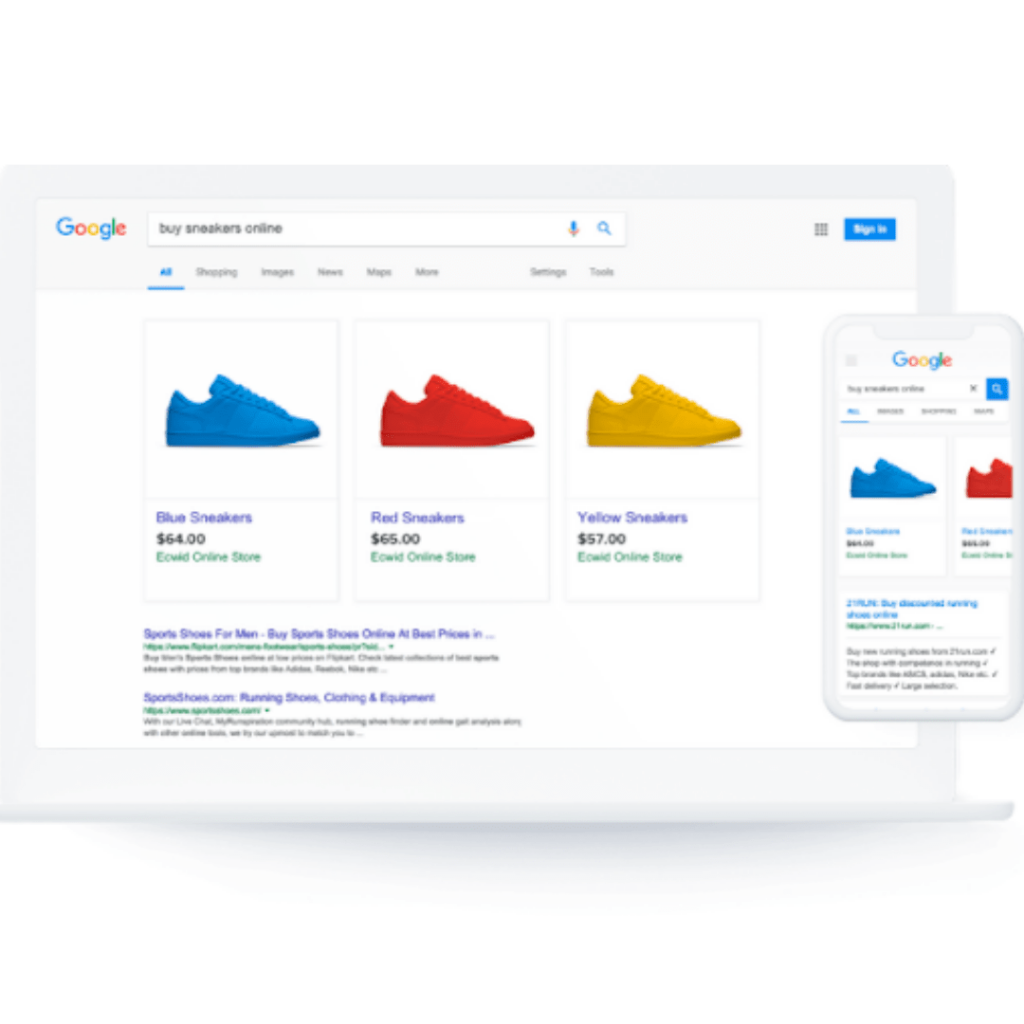 Google
buy sneakers online
Sign in
All Shopping Images News Maps More Settings Tools
Blue Sneakers
$64.00
Ecwid Online Store
Red Sneakers
$65.00
Ecwid Online Store
Yellow Sneakers
$57.00
Ecwid Online Store
Sports Shoes For Men - Buy Sports Shoes Online At Best Prices in ...
https://www.flipkart.com/mens-footwear/sports-shoes/pr?sid...
Buy Men's Sports Shoes online at low prices on Flipkart. Check latest collections of best sports
shoes with prices from top brands like Adidas, Reebok, Nike etc ...
SportsShoes.com: Running Shoes, Clothing & Equipment
https://www.sportsshoes.com/
With our Live Chat, MyRunspiration community hub, running shoe finder and online gait analysis along
with other online tools, we try our upmost to match you to ...
Google
buy sneakers online
ALL IMAGES SHOPPING MAPS
Blue Sneakers
$64.00
Ecwid Online Store
Red Sneakers
$65.00
Ecwid Online St
21RUN: Buy discounted running
shoes online
https://www.21run.com › ...
Buy new running shoes from 21run.com ✓
The shop with competence in running ✓
Top brands like ASICS, adidas, Nike etc. ✓
Fast delivery ✓ Large selection.